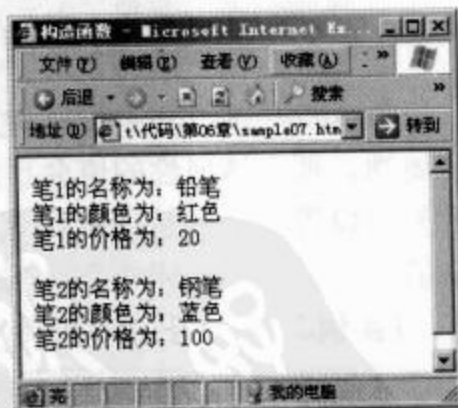 构造函数 - Microsoft Internet Ex...
文件(F) 编辑(E) 查看(V) 收藏(A) »
后退 搜索 »
地址(D) t\代码\第06章\sample07.htm 转到
笔1的名称为：铅笔
笔1的颜色为：红色
笔1的价格为：20
笔2的名称为：钢笔
笔2的颜色为：蓝色
笔2的价格为：100
我的电脑